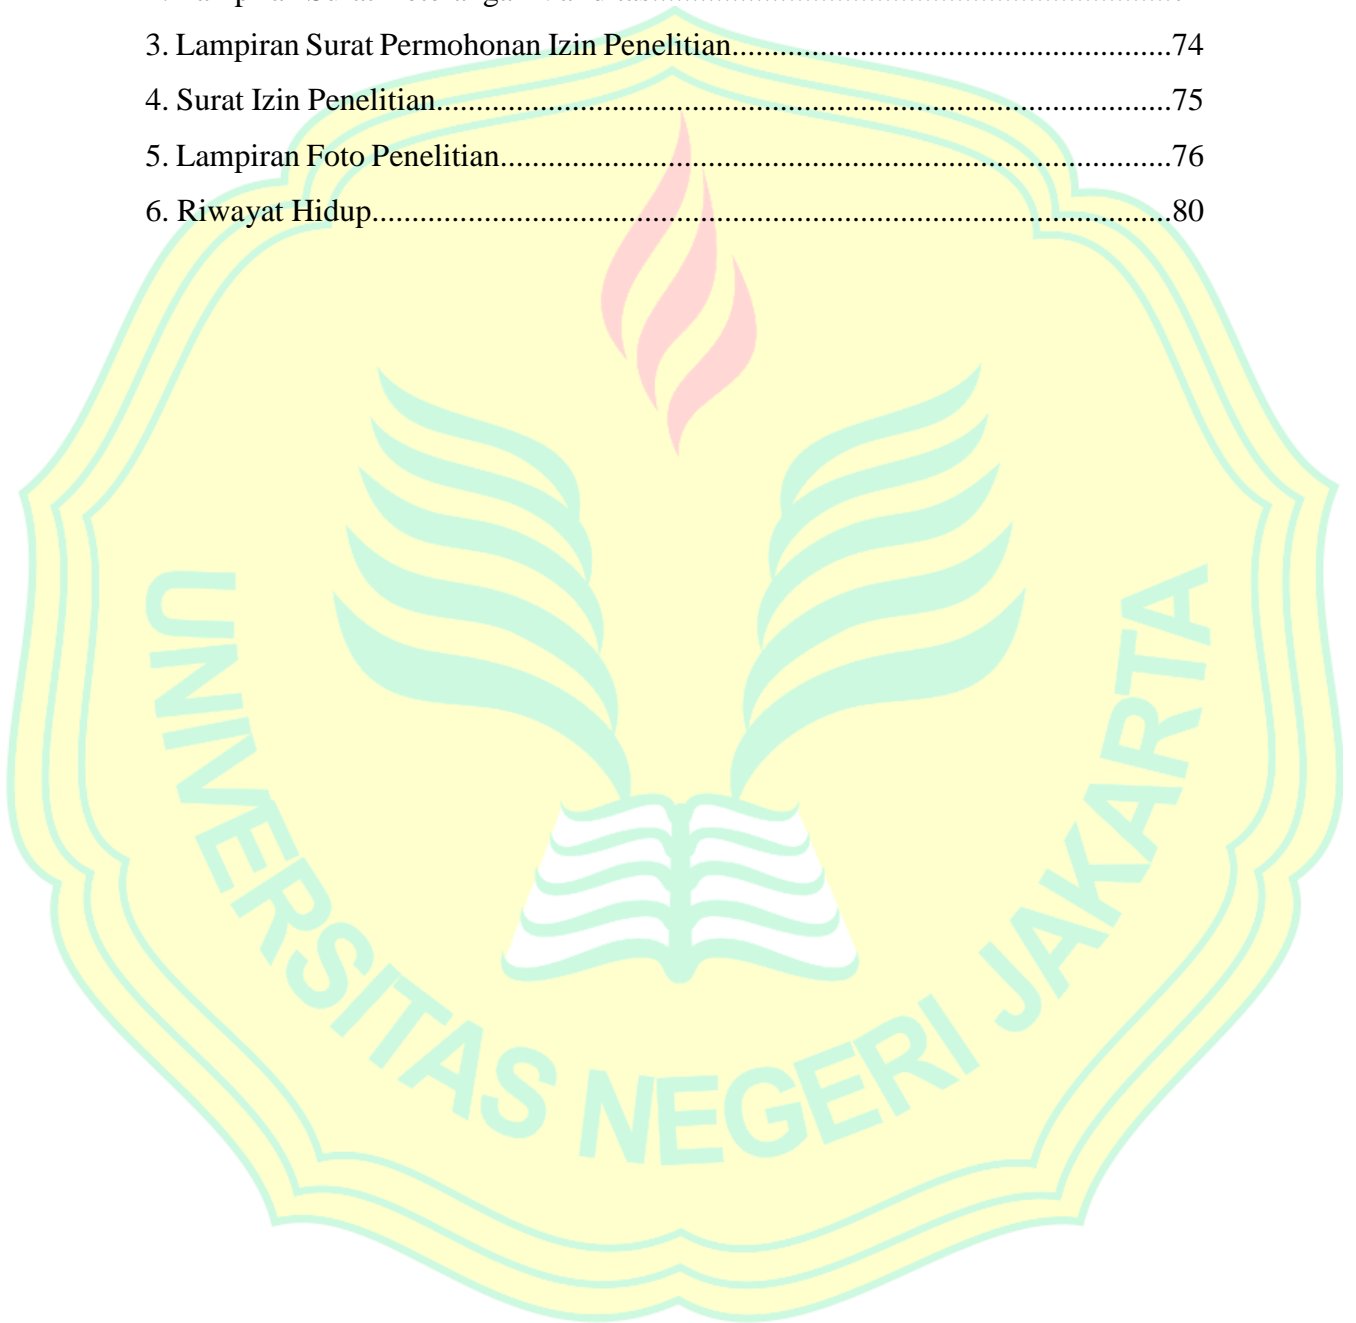 3. Lampiran Surat Permohonan Izin Penelitian.......................................................74
4. Surat Izin Penelitian............................................................................................75
5. Lampiran Foto Penelitian....................................................................................76
6. Riwayat Hidup....................................................................................................80
UNIVERSITAS NEGERI JAKARTA